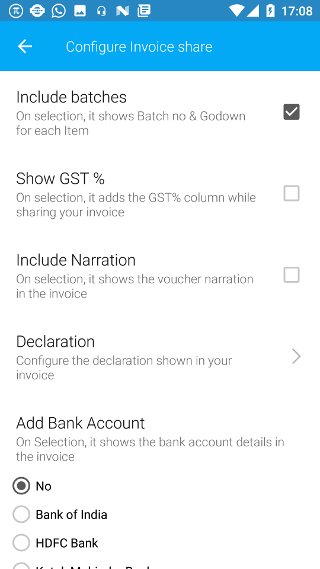 17:08
Configure Invoice share
Include batches
On selection, it shows Batch no & Godown
for each Item
Show GST %
On selection, it adds the GST% column while
sharing your invoice
Include Narration
On selection, it shows the voucher narration
in the invoice
Declaration
Configure the declaration shown in your
invoice
Add Bank Account
On Selection, it shows the bank account details in
the invoice
No
Bank of India
HDFC Bank